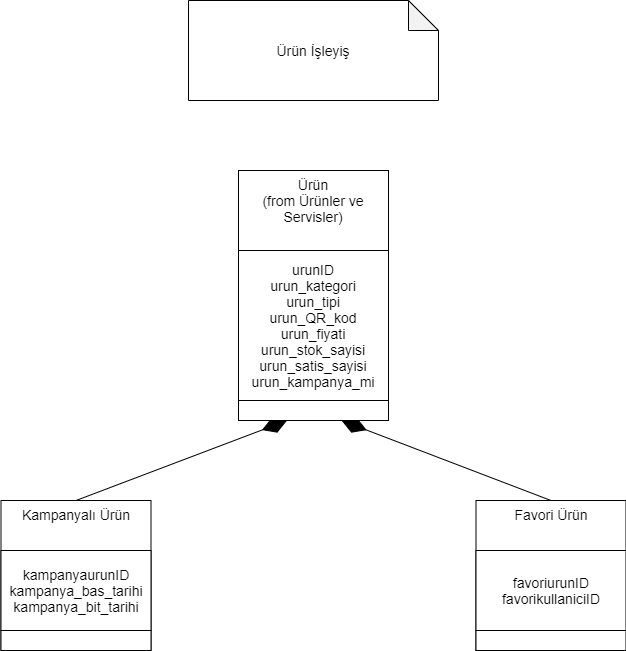 Ürün İşleyiş
Ürün
(from Ürünler ve
Servisler)
urunID
urun_kategori
urun_tipi
urun_QR_kod
urun_fiyati
urun_stok_sayisi
urun_satis_sayisi
urun_kampanya_mi
Kampanyalı Ürün
kampanyaurunID
kampanya_bas_tarihi
kampanya_bit_tarihi
Favori Ürün
favoriurunID
favorikullaniciID